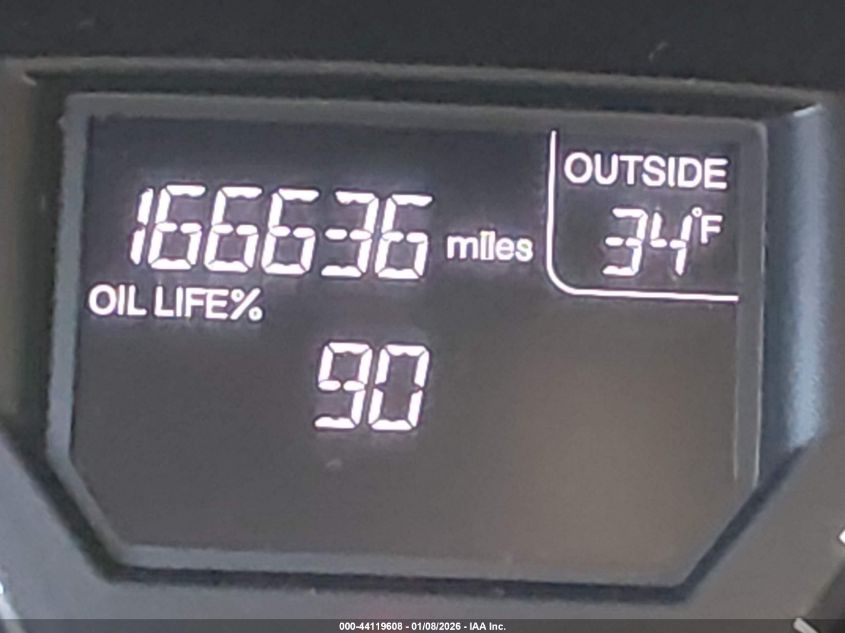 166636 miles
OUTSIDE
34°F
OIL LIFE%
90
000-44119608 - 01/08/2026 - IAA Inc.